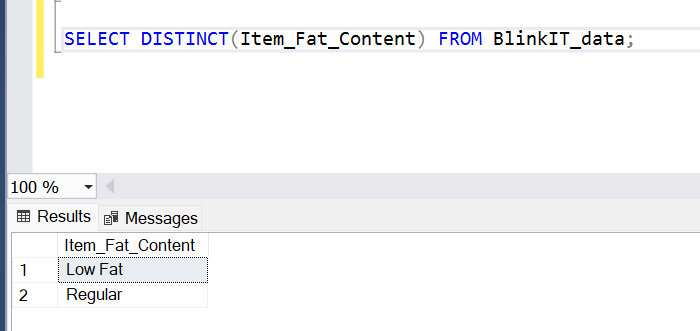 SELECT DISTINCT(Item_Fat_Content) FROM BlinkIT_data;
100 %
Results Messages
Item_Fat_Content
1 Low Fat
2 Regular